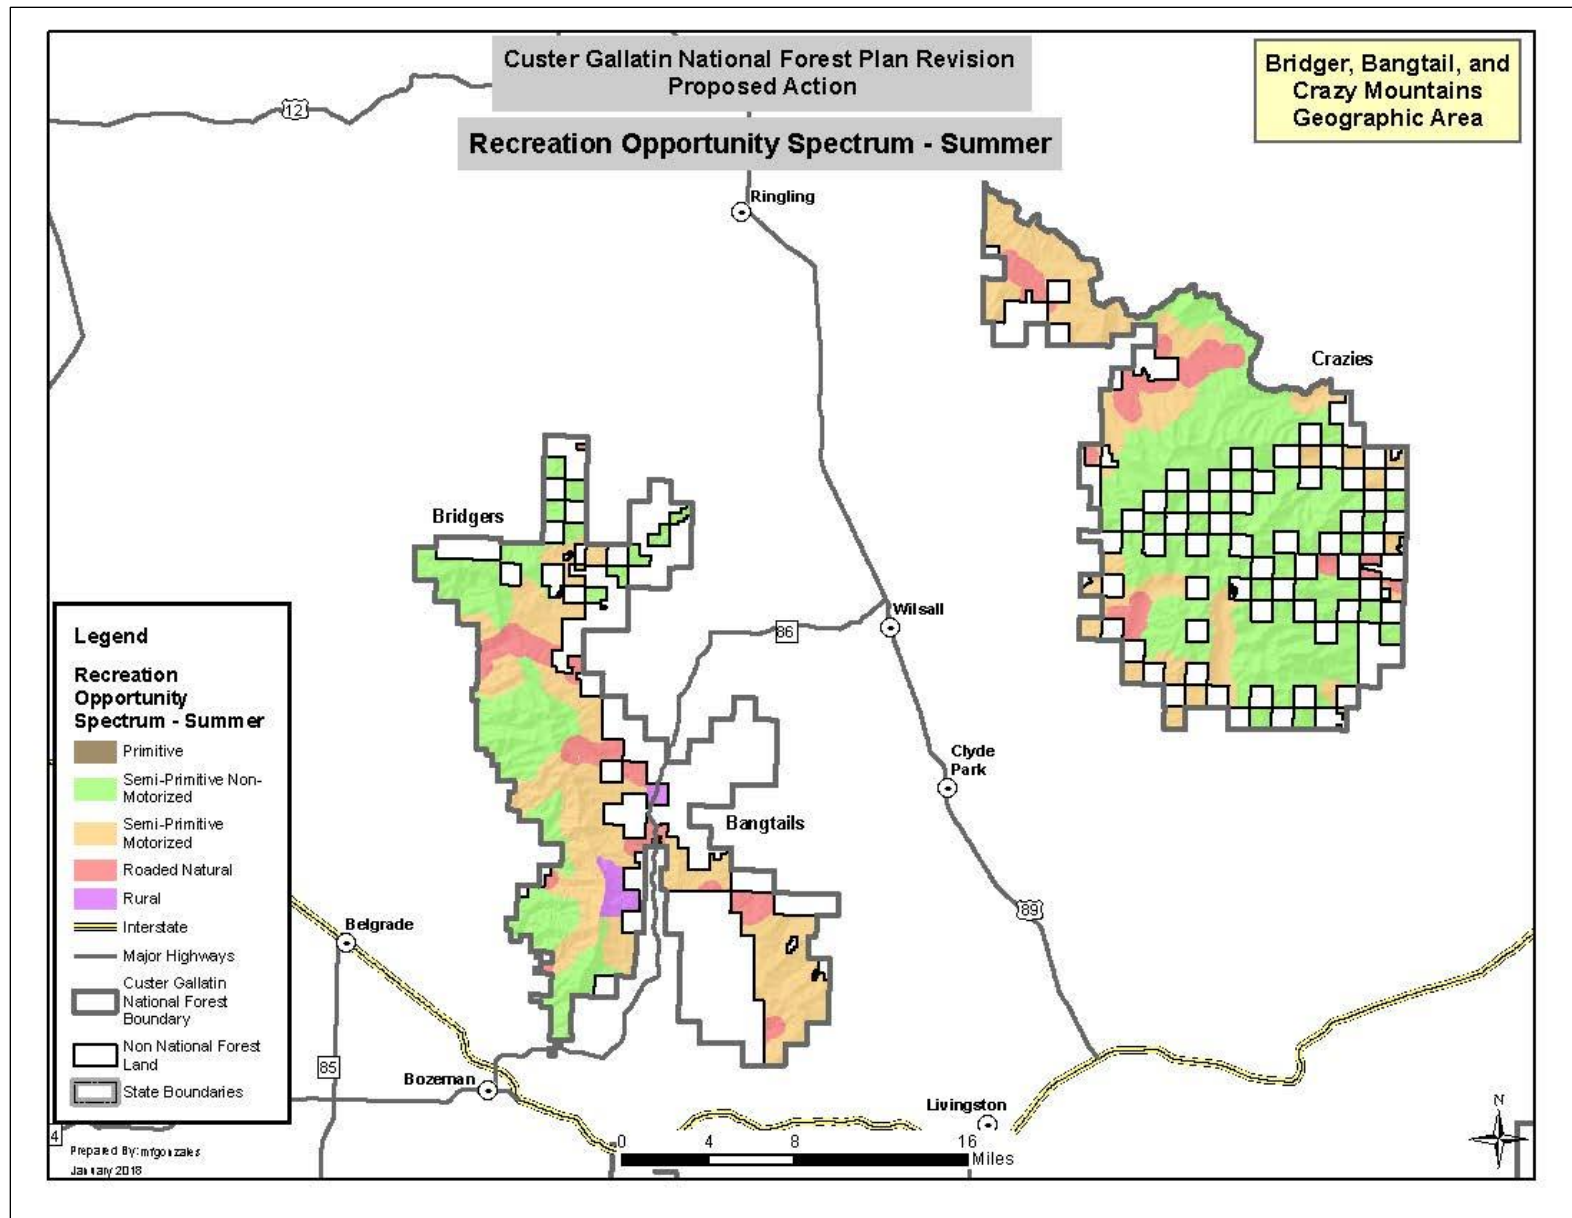 Custer Gallatin National Forest Plan Revision
Proposed Action
Recreation Opportunity Spectrum - Summer
Bridger, Bangtail, and
Crazy Mountains
Geographic Area
12
Ringling
Crazies
Bridgers
Wilsall
86
Clyde
Park
Bangtails
89
Belgrade
85
Bozeman
Livingston
4
Legend
Recreation
Opportunity
Spectrum - Summer
Primitive
Semi-Primitive Non-
Motorized
Semi-Primitive
Motorized
Roaded Natural
Rural
Interstate
Major Highways
Custer Gallatin
National Forest
Boundary
Non National Forest
Land
State Boundaries
Prepared By: mfgonzales
January 2018
0 4 8 16
Miles
N